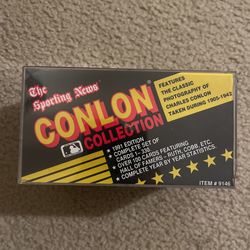 The
Sporting News
CONLON
COLLECTION
FEATURES
THE CLASSIC
PHOTOGRAPHY OF
CHARLES CONLON
TAKEN DURING 1905-1942
• 1991 EDITION
• COMPLETE SET OF
CARDS 1 - 330.
• OVER 100 CARDS FEATURING
HALL OF FAMERS - RUTH, COBB, ETC.
• COMPLETE YEAR BY YEAR STATISTICS.
ITEM # 9146